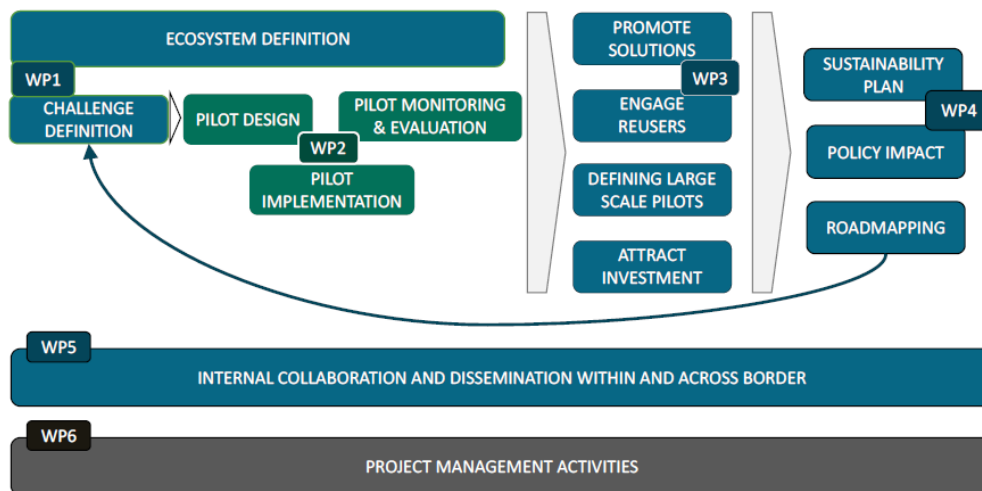 ECOSYSTEM DEFINITION
WP1
CHALLENGE
DEFINITION
PILOT DESIGN
PILOT MONITORING
& EVALUATION
WP2
PILOT
IMPLEMENTATION
PROMOTE
SOLUTIONS
WP3
ENGAGE
REUSERS
DEFINING LARGE
SCALE PILOTS
ATTRACT
INVESTMENT
SUSTAINABILITY
PLAN
WP4
POLICY IMPACT
ROADMAPPING
WP5
INTERNAL COLLABORATION AND DISSEMINATION WITHIN AND ACROSS BORDER
WP6
PROJECT MANAGEMENT ACTIVITIES